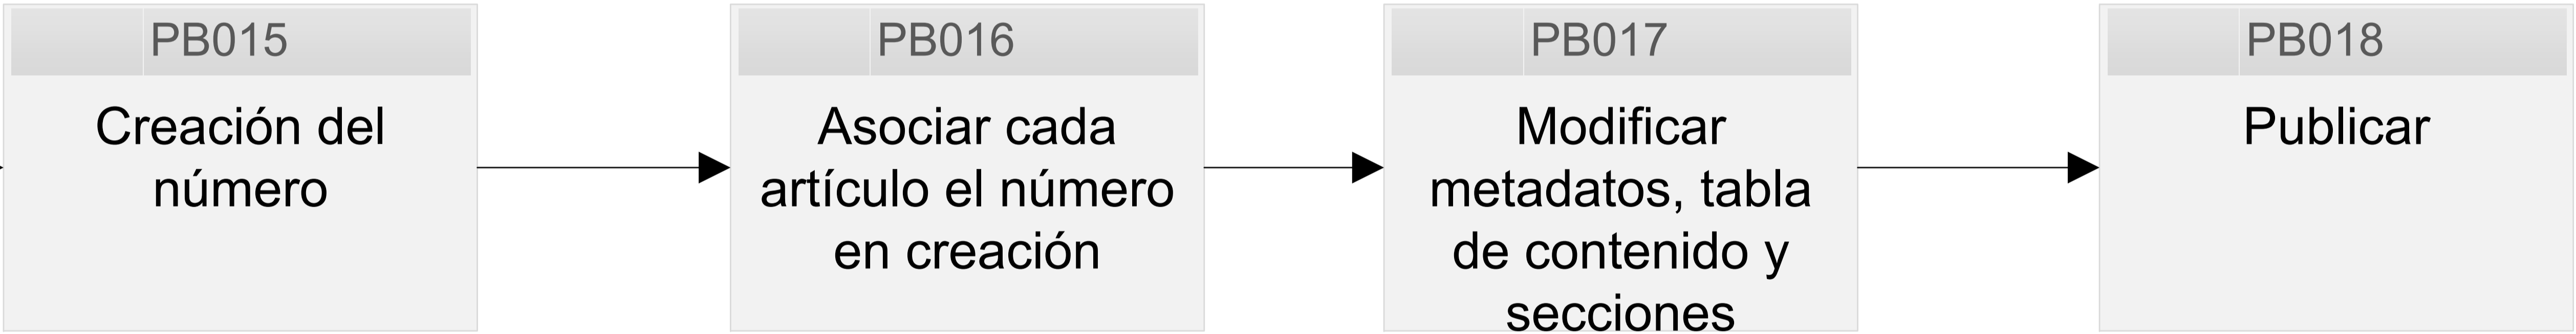 PB015
Creación del
número
PB016
Asociar cada
artículo el número
en creación
PB017
Modificar
metadatos, tabla
de contenido y
secciones
PB018
Publicar